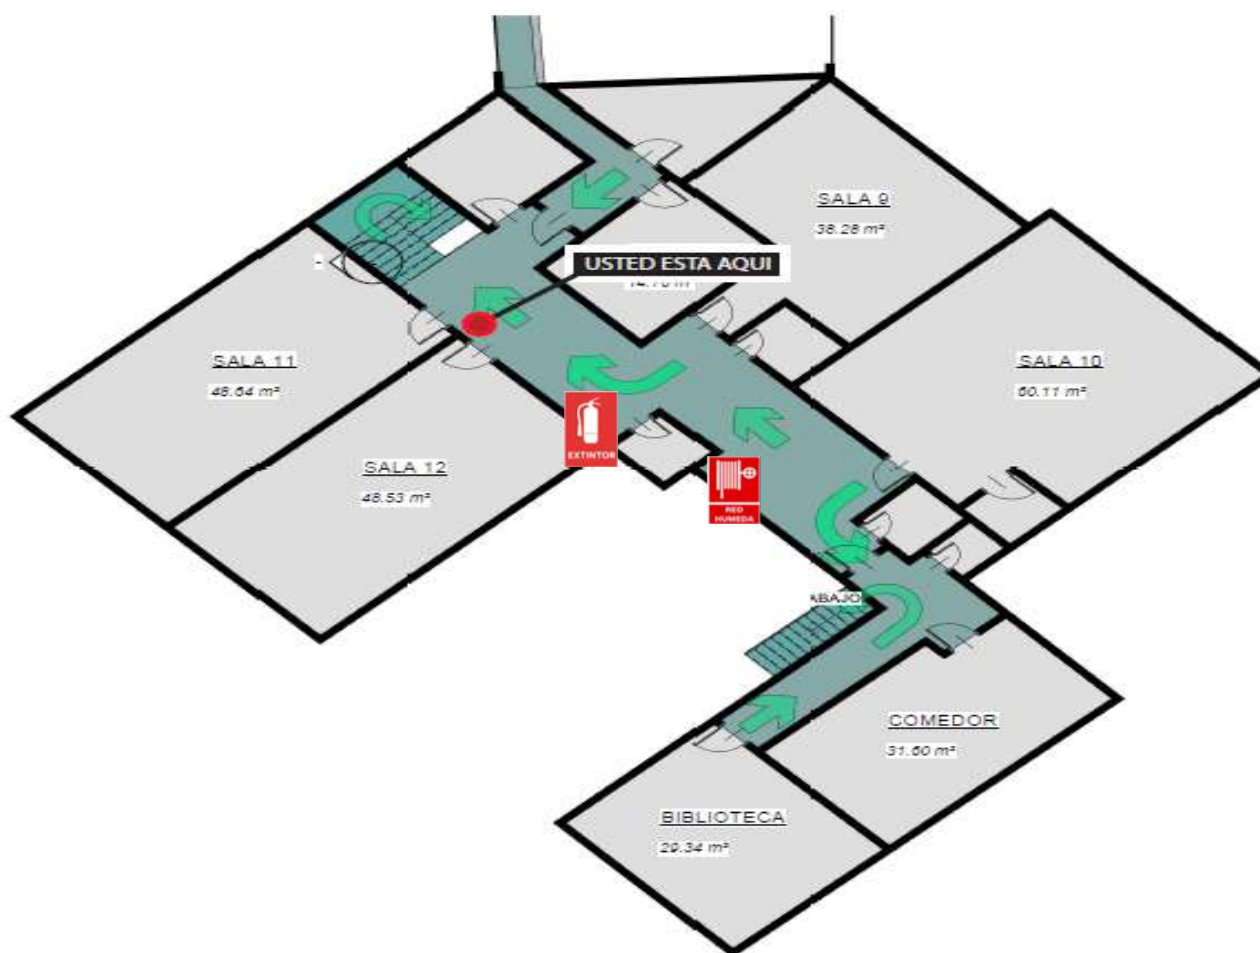 SALA 9
38.28 m²
USTED ESTA AQUI
SALA 11
48.64 m²
SALA 10
60.11 m²
EXTINTOR
SALA 12
48.53 m²
RED
HUMEDA
ABAJO
COMEDOR
31.60 m²
BIBLIOTECA
29.34 m²